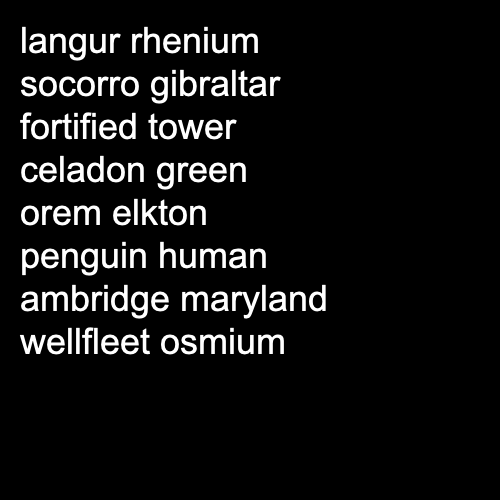 langur rhenium
socorro gibraltar
fortified tower
celadon green
orem elkton
penguin human
ambridge maryland
wellfleet osmium